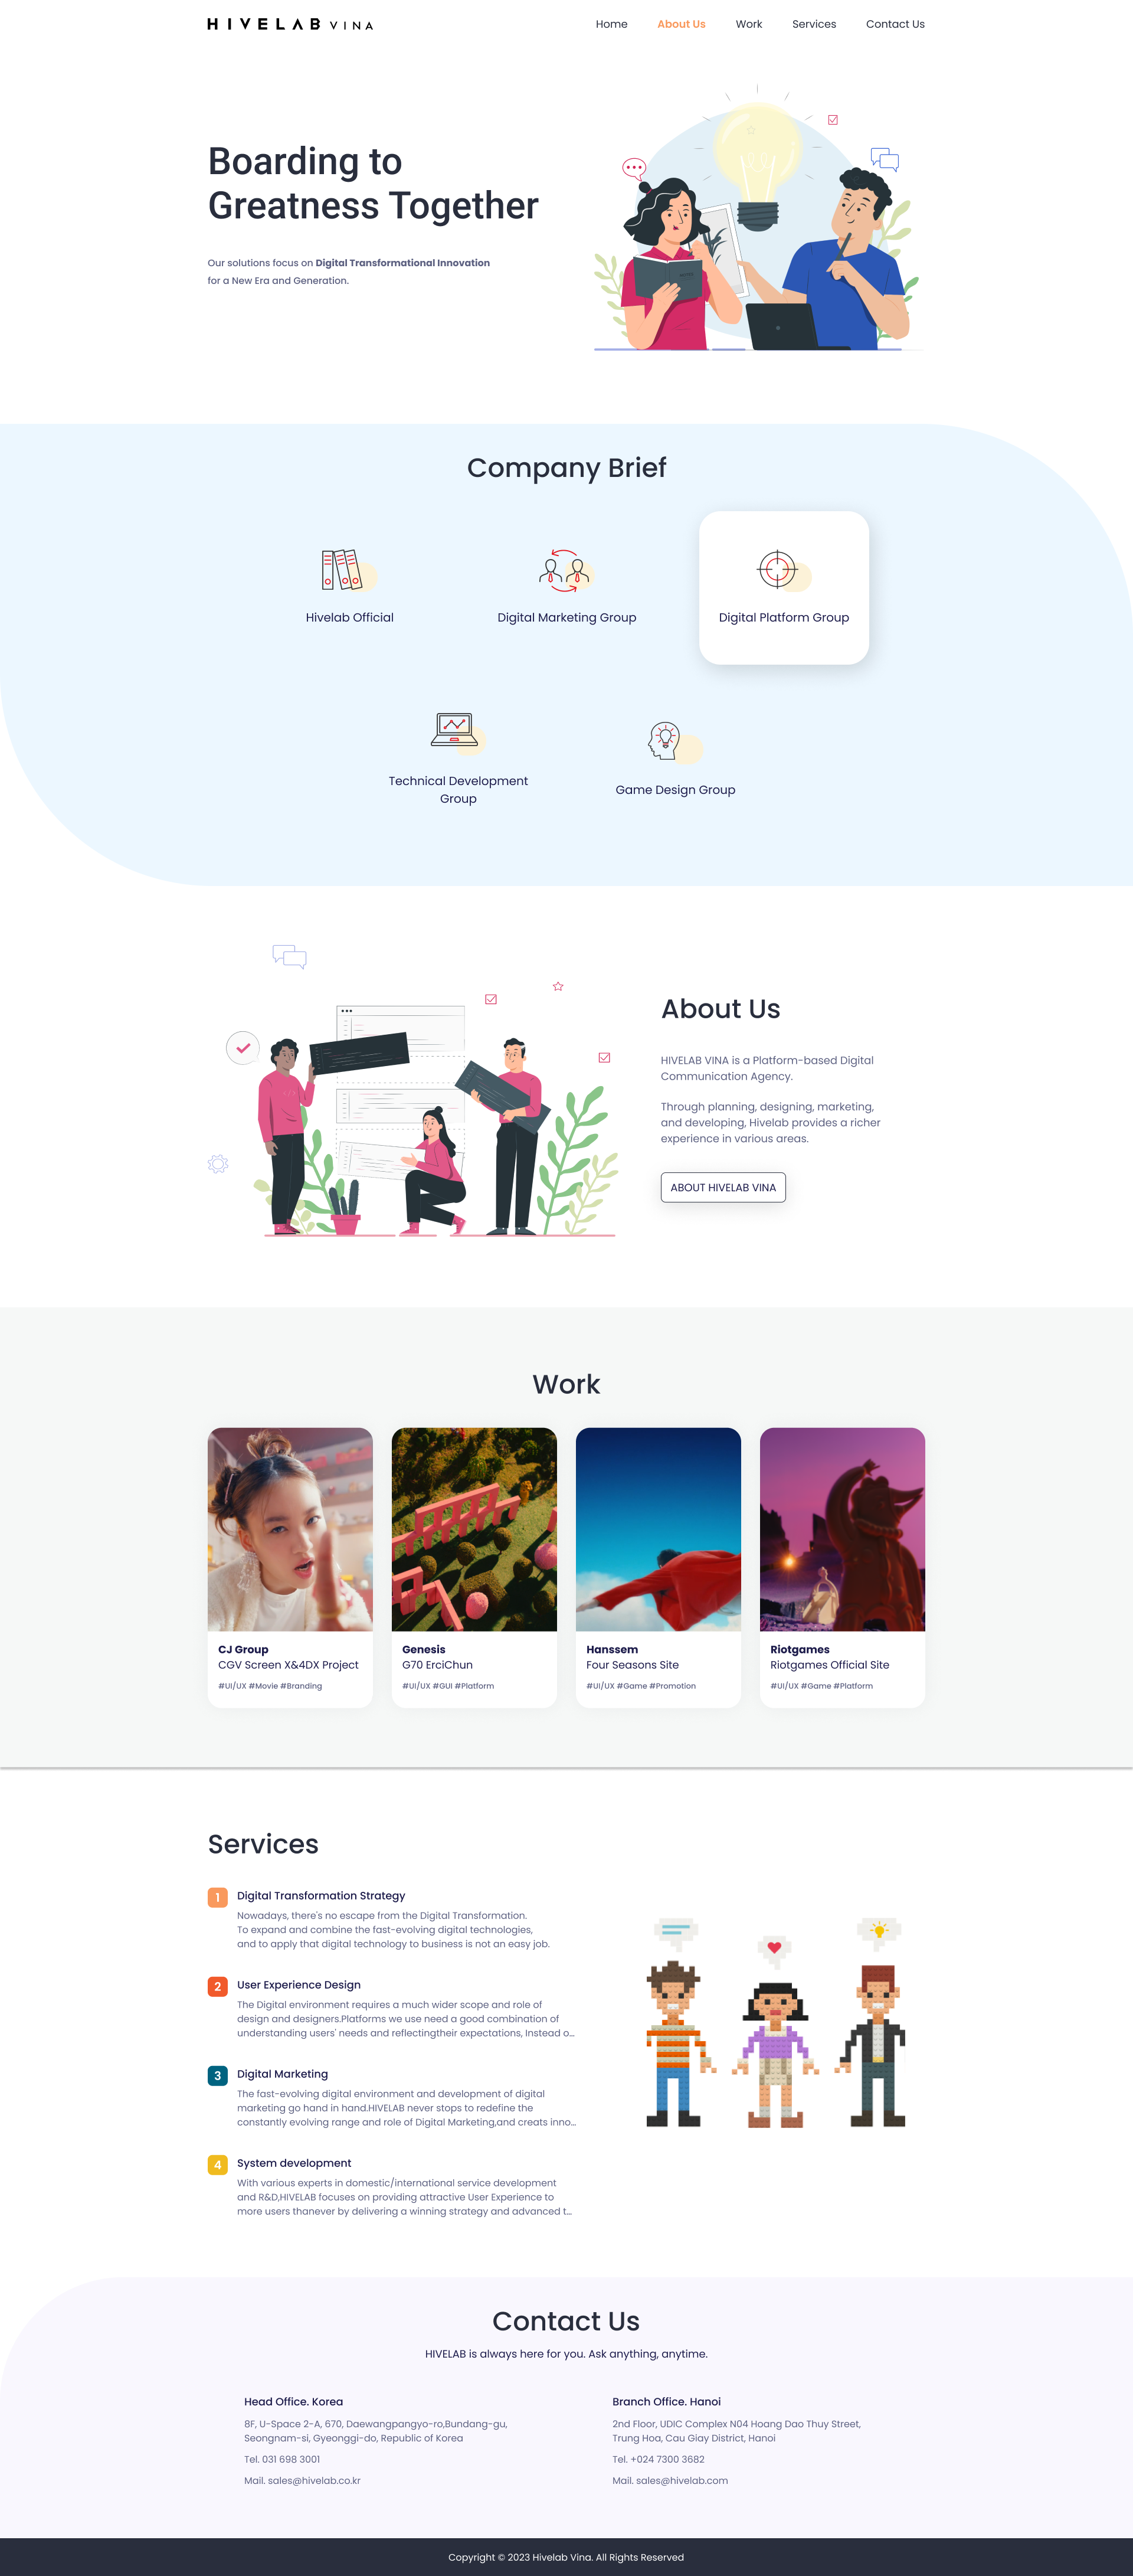 HIVELAB VINA
Home About Us Work Services Contact Us
Boarding to
Greatness Together
Our solutions focus on Digital Transformational Innovation
for a New Era and Generation.
Company Brief
Hivelab Official
Digital Marketing Group
Digital Platform Group
Technical Development
Group
Game Design Group
About Us
HIVELAB VINA is a Platform-based Digital
Communication Agency.
Through planning, designing, marketing,
and developing, Hivelab provides a richer
experience in various areas.
ABOUT HIVELAB VINA
Work
CJ Group
CGV Screen X&4DX Project
#UI/UX #Movie #Branding
Genesis
G70 ErciChun
#UI/UX #GUI #Platform
Hanssem
Four Seasons Site
#UI/UX #Game #Promotion
Riotgames
Riotgames Official Site
#UI/UX #Game #Platform
Services
1 Digital Transformation Strategy
Nowadays, there's no escape from the Digital Transformation.
To expand and combine the fast-evolving digital technologies,
and to apply that digital technology to business is not an easy job.
2 User Experience Design
The Digital environment requires a much wider scope and role of
design and designers.Platforms we use need a good combination of
understanding users' needs and reflectingtheir expectations, Instead o...
3 Digital Marketing
The fast-evolving digital environment and development of digital
marketing go hand in hand.HIVELAB never stops to redefine the
constantly evolving range and role of Digital Marketing,and creats inno...
4 System development
With various experts in domestic/international service development
and R&D,HIVELAB focuses on providing attractive User Experience to
more users thanever by delivering a winning strategy and advanced t...
Contact Us
HIVELAB is always here for you. Ask anything, anytime.
Head Office. Korea
8F, U-Space 2-A, 670, Daewangpangyo-ro,Bundang-gu,
Seongnam-si, Gyeonggi-do, Republic of Korea
Tel. 031 698 3001
Mail. sales@hivelab.co.kr
Branch Office. Hanoi
2nd Floor, UDIC Complex N04 Hoang Dao Thuy Street,
Trung Hoa, Cau Giay District, Hanoi
Tel. +024 7300 3682
Mail. sales@hivelab.com
Copyright © 2023 Hivelab Vina. All Rights Reserved